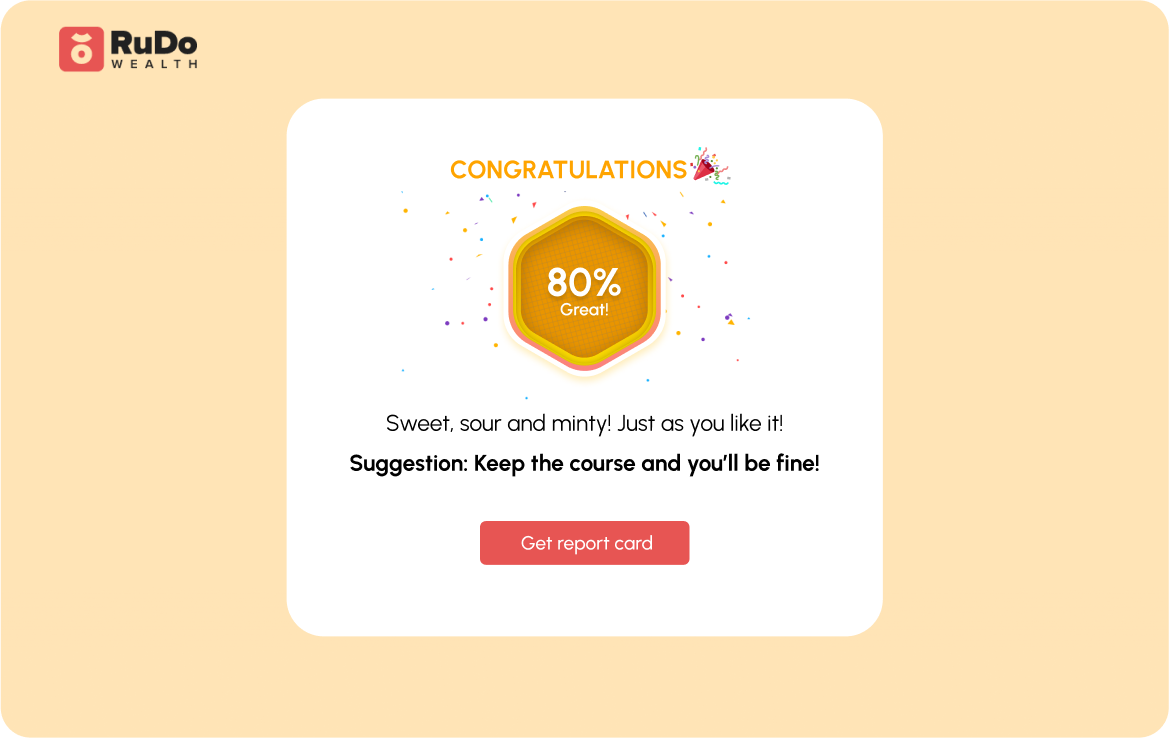 RuDo
WEALTH
CONGRATULATIONS
80%
Great!
Sweet, sour and minty! Just as you like it!
Suggestion: Keep the course and you’ll be fine!
Get report card